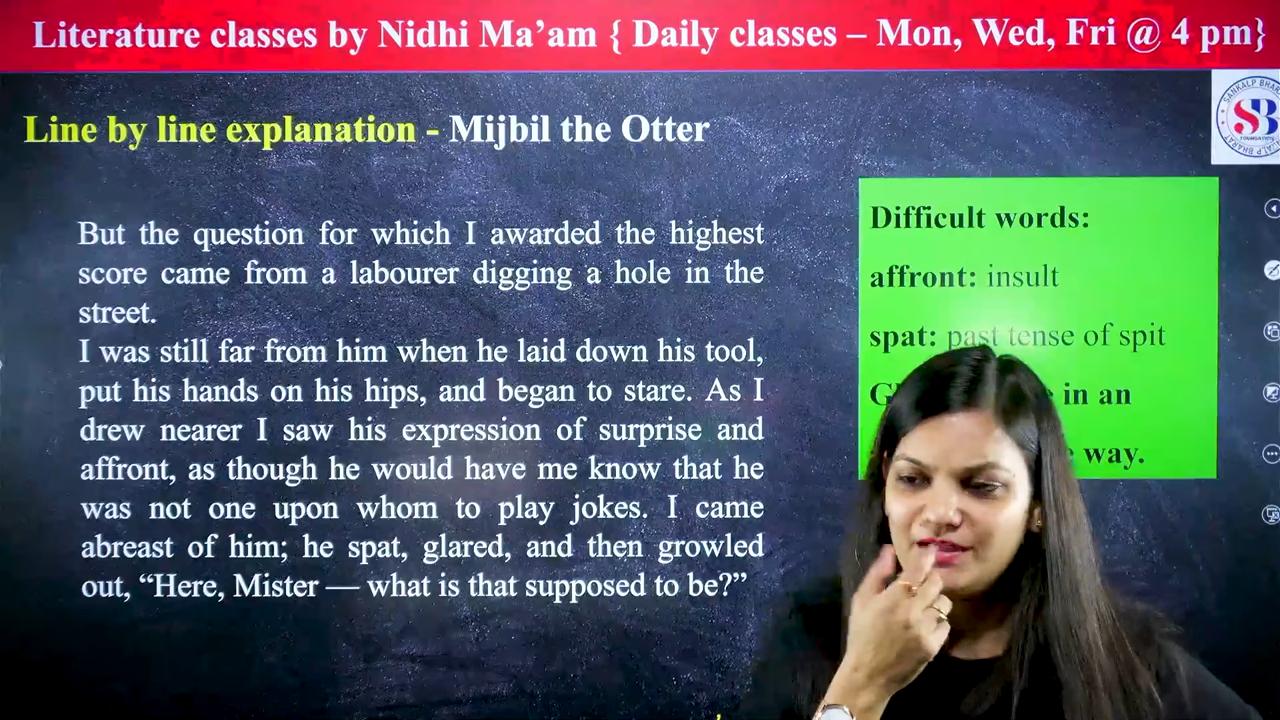 Literature classes by Nidhi Ma’am { Daily classes – Mon, Wed, Fri @ 4 pm}
Line by line explanation - Mijbil the Otter
But the question for which I awarded the highest
score came from a labourer digging a hole in the
street.
I was still far from him when he laid down his tool,
put his hands on his hips, and began to stare. As I
drew nearer I saw his expression of surprise and
affront, as though he would have me know that he
was not one upon whom to play jokes. I came
abreast of him; he spat, glared, and then growled
out, “Here, Mister — what is that supposed to be?”
SANKALP BHARAT
SB
FOUNDATION
Difficult words:
affront: insult
spat: past tense of spit
in an
way.